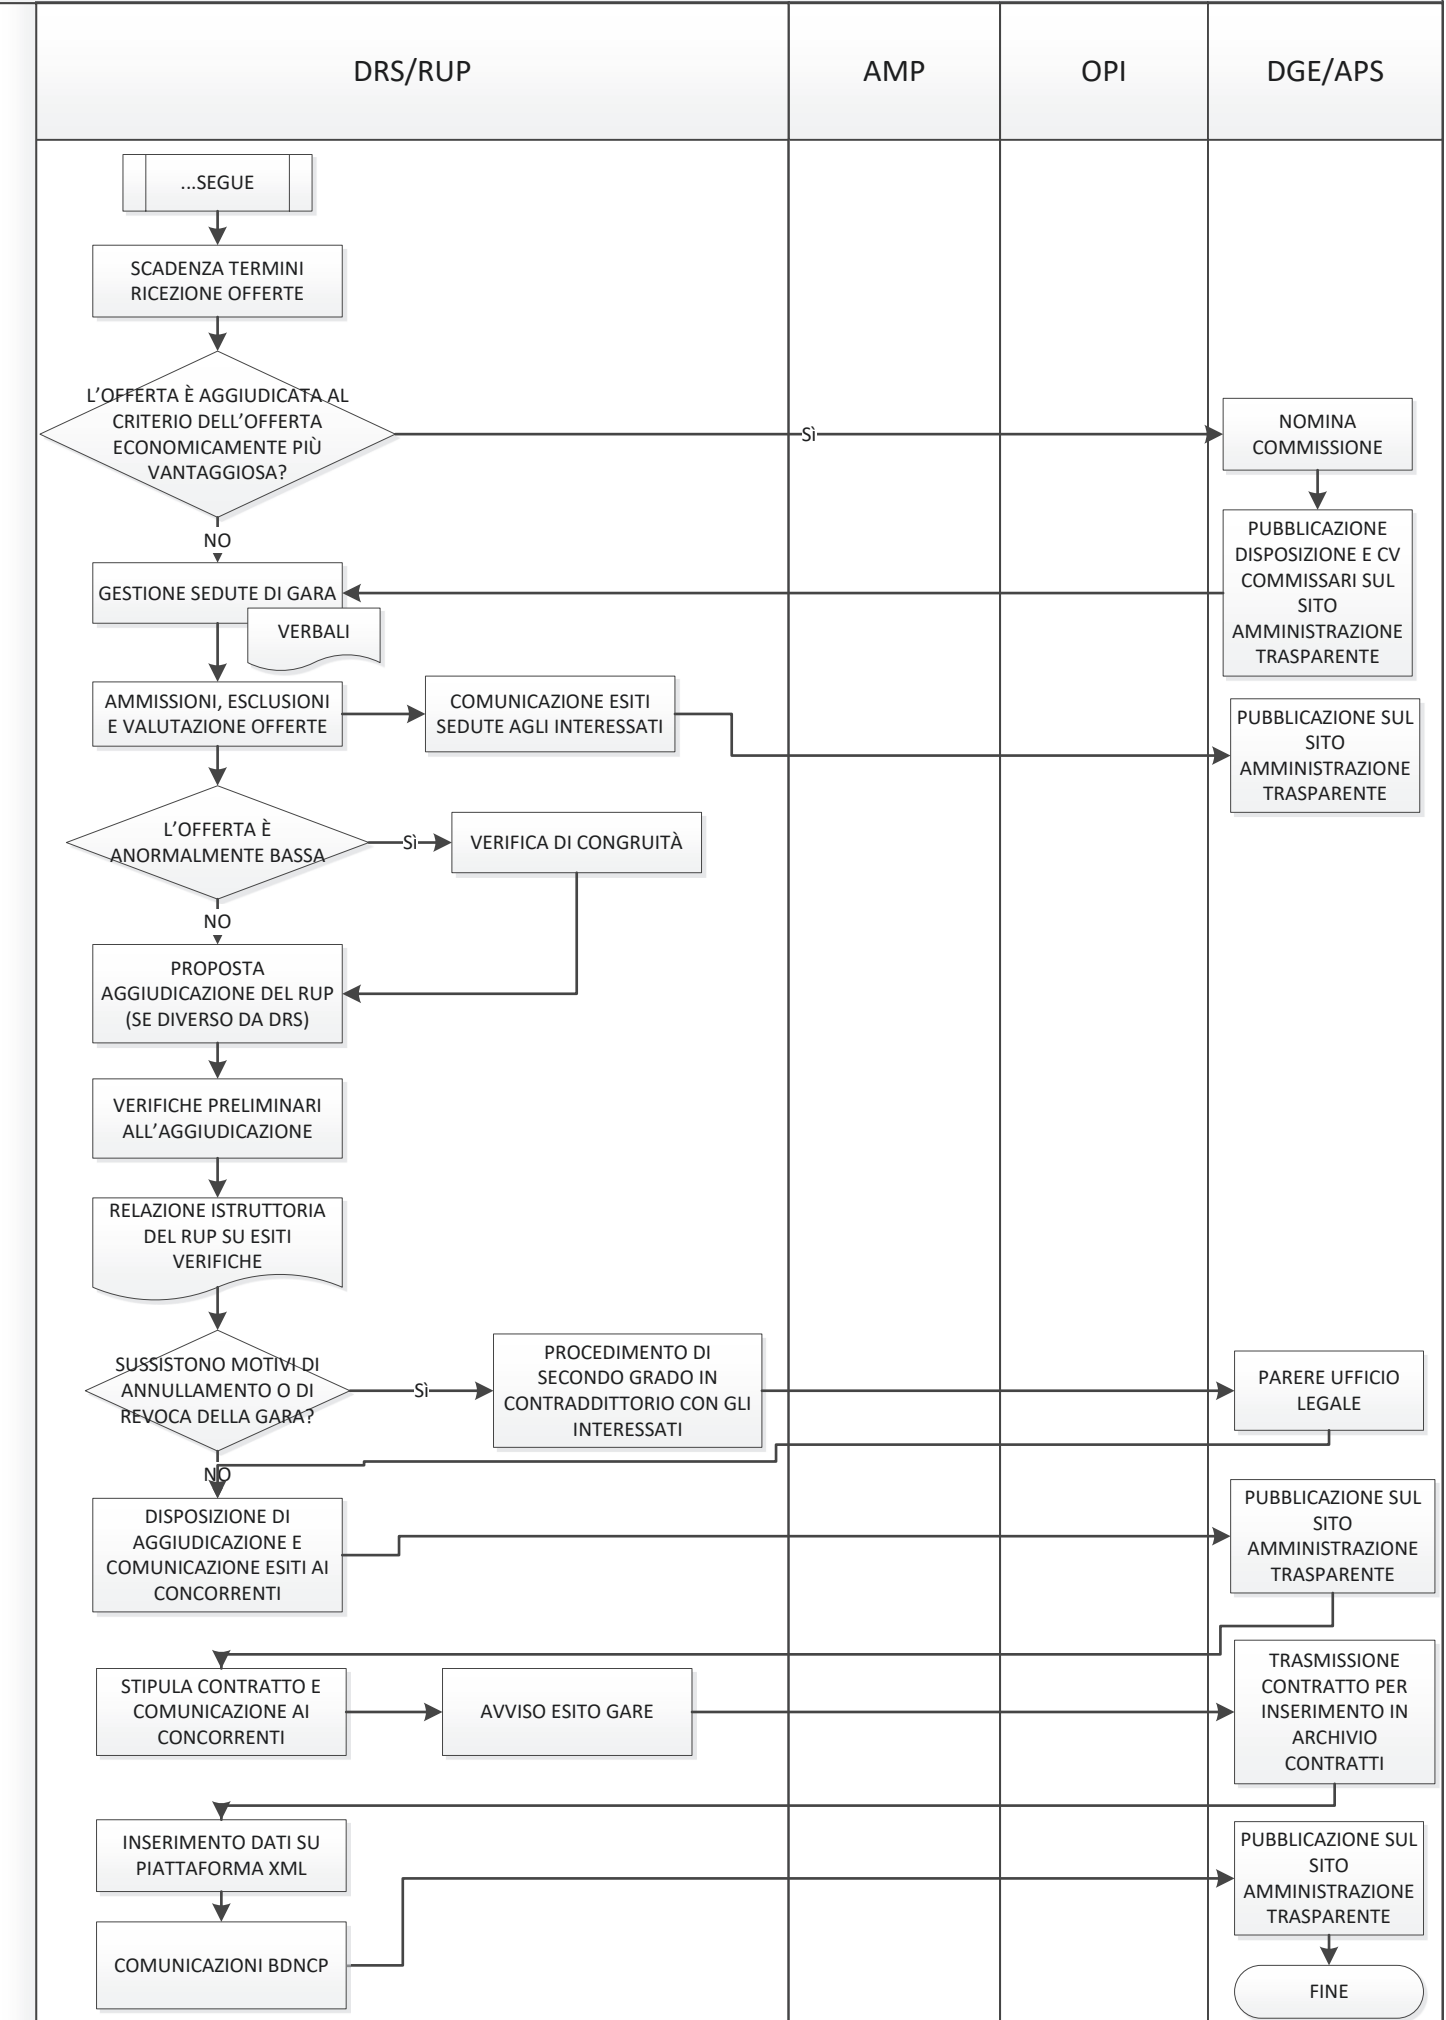 DRS/RUP
AMP
OPI
DGE/APS
...SEGUE
SCADENZA TERMINI
RICEZIONE OFFERTE
L’OFFERTA È AGGIUDICATA AL
CRITERIO DELL’OFFERTA
ECONOMICAMENTE PIÙ
VANTAGGIOSA?
Sì
NOMINA
COMMISSIONE
NO
PUBBLICAZIONE
DISPOSIZIONE E CV
COMMISSARI SUL
SITO
AMMINISTRAZIONE
TRASPARENTE
GESTIONE SEDUTE DI GARA
VERBALI
AMMISSIONI, ESCLUSIONI
E VALUTAZIONE OFFERTE
COMUNICAZIONE ESITI
SEDUTE AGLI INTERESSATI
PUBBLICAZIONE SUL
SITO
AMMINISTRAZIONE
TRASPARENTE
L’OFFERTA È
ANORMALMENTE BASSA
Sì
VERIFICA DI CONGRUITÀ
NO
PROPOSTA
AGGIUDICAZIONE DEL RUP
(SE DIVERSO DA DRS)
VERIFICHE PRELIMINARI
ALL’AGGIUDICAZIONE
RELAZIONE ISTRUTTORIA
DEL RUP SU ESITI
VERIFICHE
SUSSISTONO MOTIVI DI
ANNULLAMENTO O DI
REVOCA DELLA GARA?
Sì
PROCEDIMENTO DI
SECONDO GRADO IN
CONTRADDITTORIO CON GLI
INTERESSATI
PARERE UFFICIO
LEGALE
NO
DISPOSIZIONE DI
AGGIUDICAZIONE E
COMUNICAZIONE ESITI AI
CONCORRENTI
PUBBLICAZIONE SUL
SITO
AMMINISTRAZIONE
TRASPARENTE
STIPULA CONTRATTO E
COMUNICAZIONE AI
CONCORRENTI
AVVISO ESITO GARE
TRASMISSIONE
CONTRATTO PER
INSERIMENTO IN
ARCHIVIO
CONTRATTI
INSERIMENTO DATI SU
PIATTAFORMA XML
PUBBLICAZIONE SUL
SITO
AMMINISTRAZIONE
TRASPARENTE
COMUNICAZIONI BDNCP
FINE